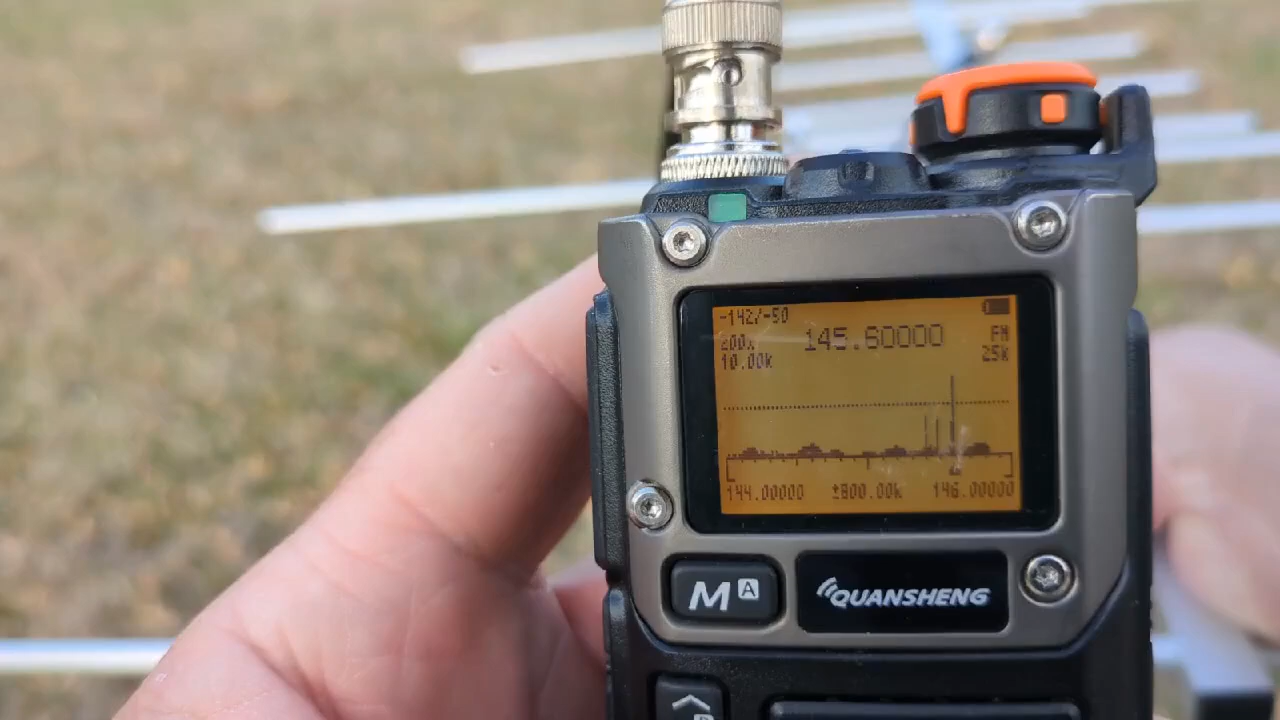 -142/-50
145.60000
200x
FM
10.00k
25k
144.00000 ±800.00k 146.00000
M A
QUANSHENG